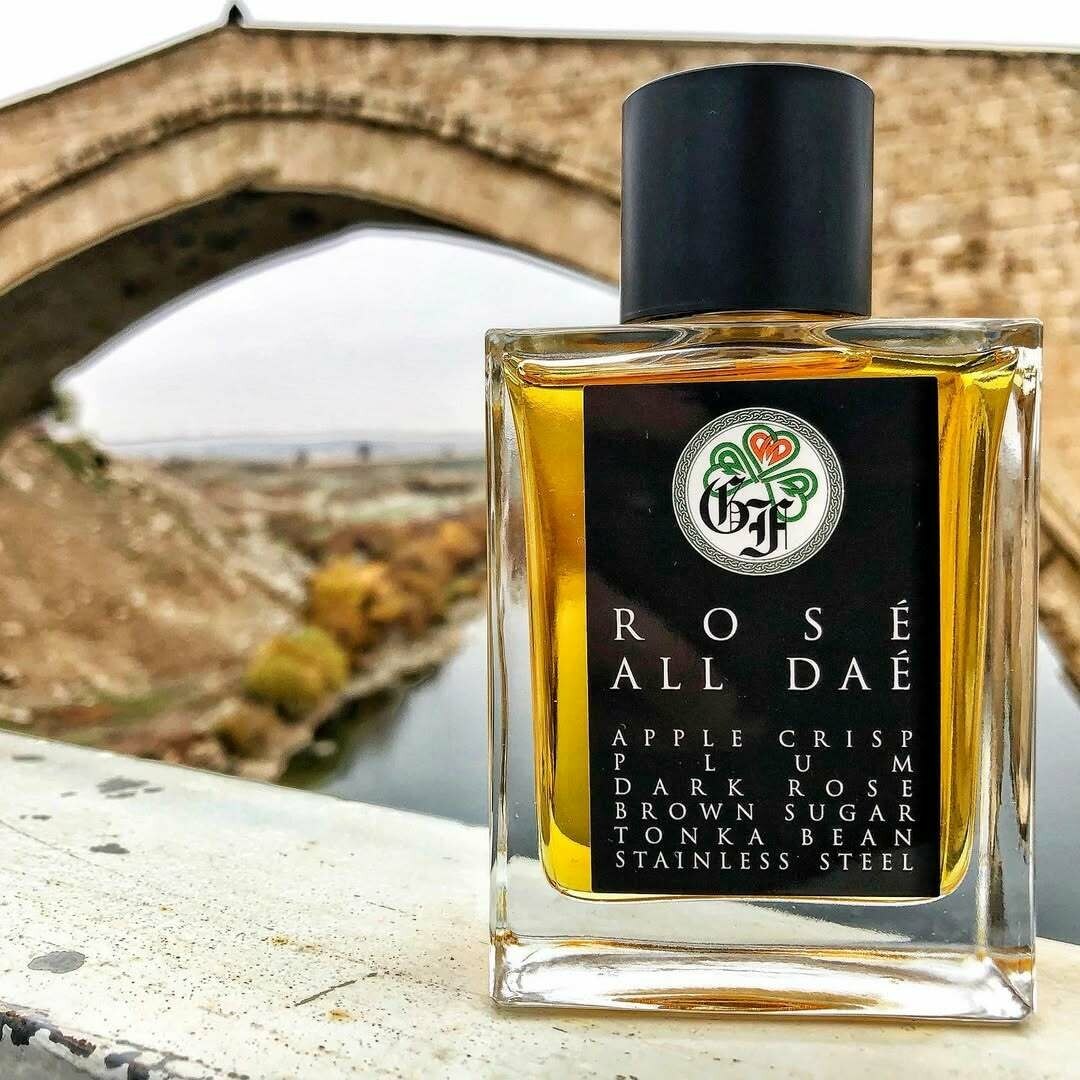 GF
ROSÉ
ALL DAÉ
APPLE CRISP
PLUM
DARK ROSE
BROWN SUGAR
TONKA BEAN
STAINLESS STEEL